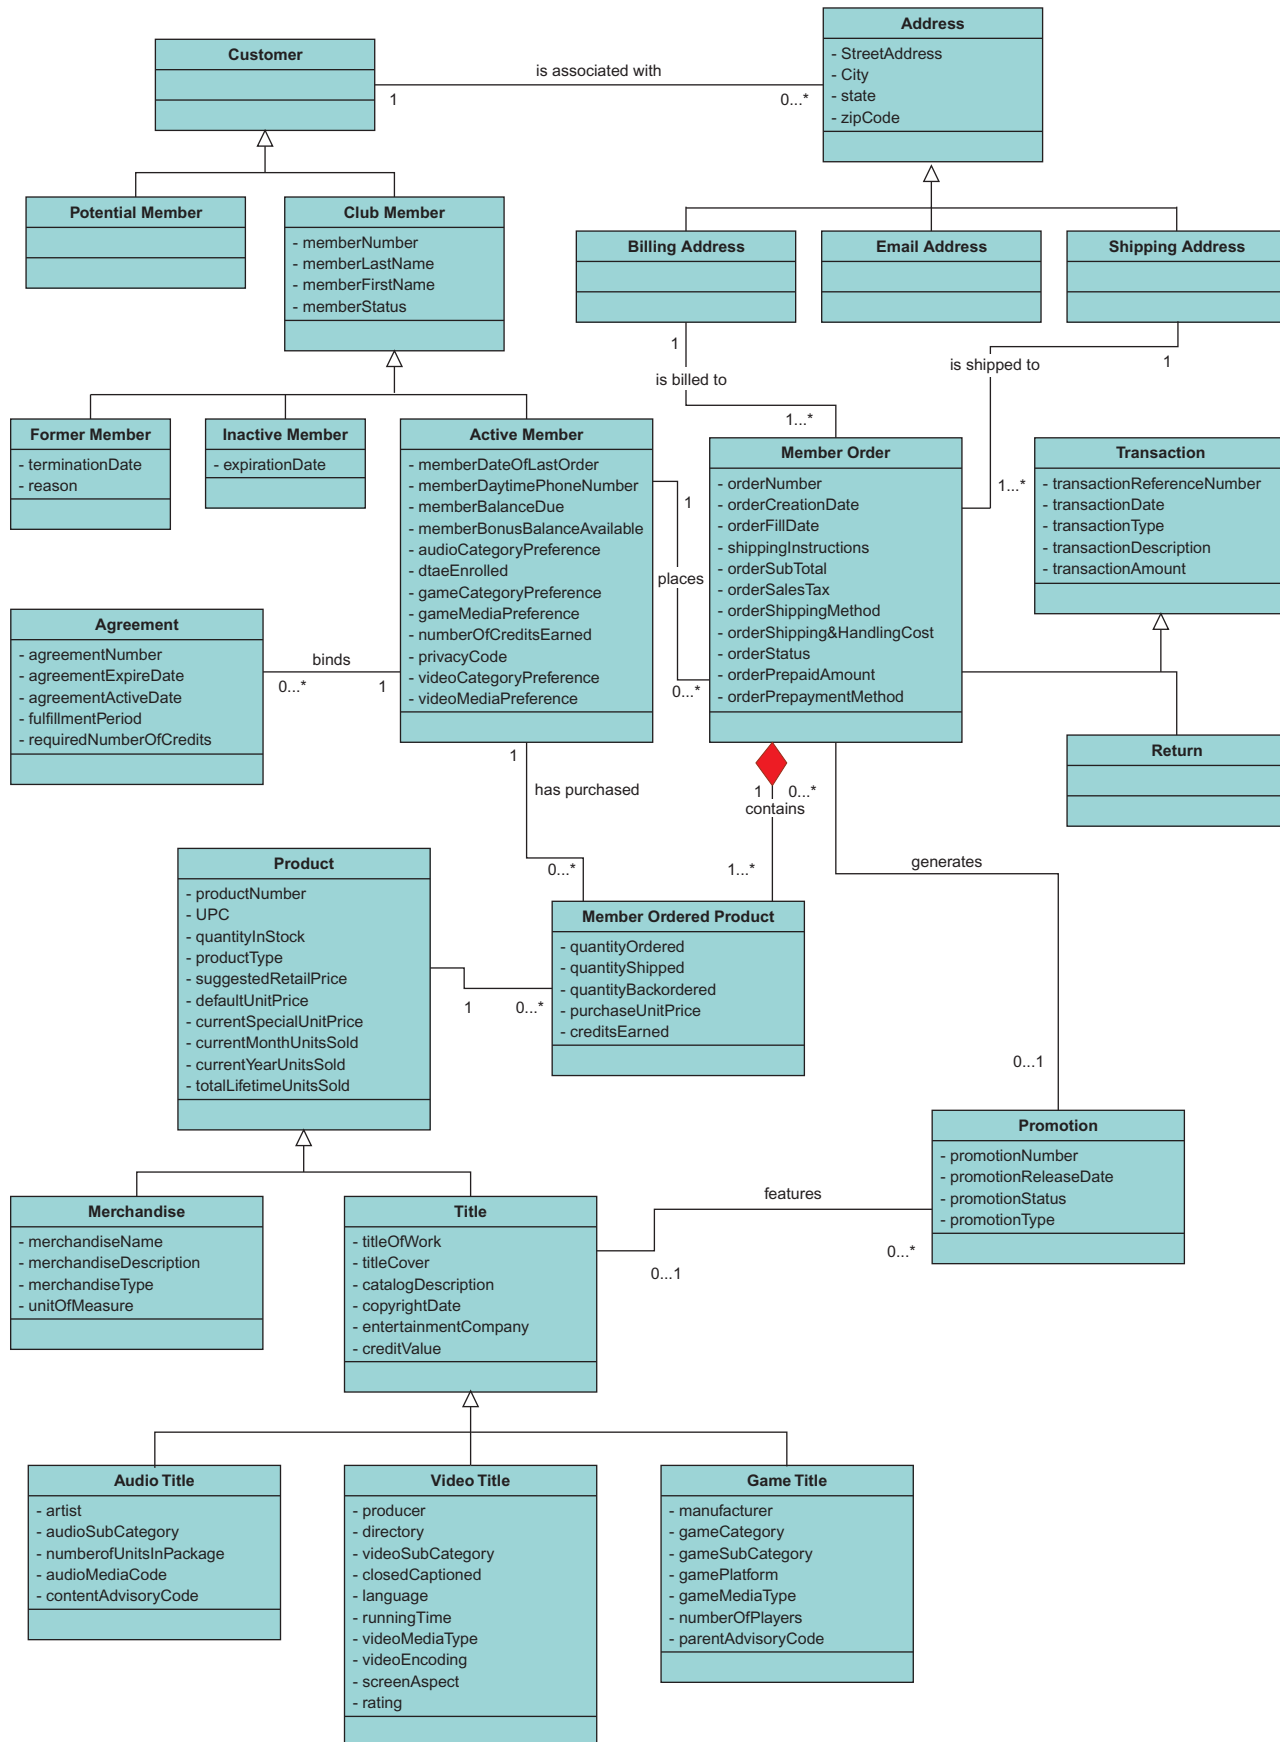 Customer
is associated with
1
0...*
Address
- StreetAddress
- City
- state
- zipCode
Potential Member
Club Member
- memberNumber
- memberLastName
- memberFirstName
- memberStatus
Billing Address
Email Address
Shipping Address
1
is billed to
1...*
1
is shipped to
1...*
Former Member
- terminationDate
- reason
Inactive Member
- expirationDate
Active Member
- memberDateOfLastOrder
- memberDaytimePhoneNumber
- memberBalanceDue
- memberBonusBalanceAvailable
- audioCategoryPreference
- dtaeEnrolled
- gameCategoryPreference
- gameMediaPreference
- numberOfCreditsEarned
- privacyCode
- videoCategoryPreference
- videoMediaPreference
1
places
0...*
Member Order
- orderNumber
- orderCreationDate
- orderFillDate
- shippingInstructions
- orderSubTotal
- orderSalesTax
- orderShippingMethod
- orderShipping&HandlingCost
- orderStatus
- orderPrepaidAmount
- orderPrepaymentMethod
Transaction
- transactionReferenceNumber
- transactionDate
- transactionType
- transactionDescription
- transactionAmount
Agreement
- agreementNumber
- agreementExpireDate
- agreementActiveDate
- fulfillmentPeriod
- requiredNumberOfCredits
binds
0...*
1
Return
1
has purchased
0...*
1
0...*
contains
1...*
generates
0...1
Product
- productNumber
- UPC
- quantityInStock
- productType
- suggestedRetailPrice
- defaultUnitPrice
- currentSpecialUnitPrice
- currentMonthUnitsSold
- currentYearUnitsSold
- totalLifetimeUnitsSold
1
0...*
Member Ordered Product
- quantityOrdered
- quantityShipped
- quantityBackordered
- purchaseUnitPrice
- creditsEarned
Promotion
- promotionNumber
- promotionReleaseDate
- promotionStatus
- promotionType
features
0...1
0...*
Merchandise
- merchandiseName
- merchandiseDescription
- merchandiseType
- unitOfMeasure
Title
- titleOfWork
- titleCover
- catalogDescription
- copyrightDate
- entertainmentCompany
- creditValue
Audio Title
- artist
- audioSubCategory
- numberofUnitsInPackage
- audioMediaCode
- contentAdvisoryCode
Video Title
- producer
- directory
- videoSubCategory
- closedCaptioned
- language
- runningTime
- videoMediaType
- videoEncoding
- screenAspect
- rating
Game Title
- manufacturer
- gameCategory
- gameSubCategory
- gamePlatform
- gameMediaType
- numberOfPlayers
- parentAdvisoryCode